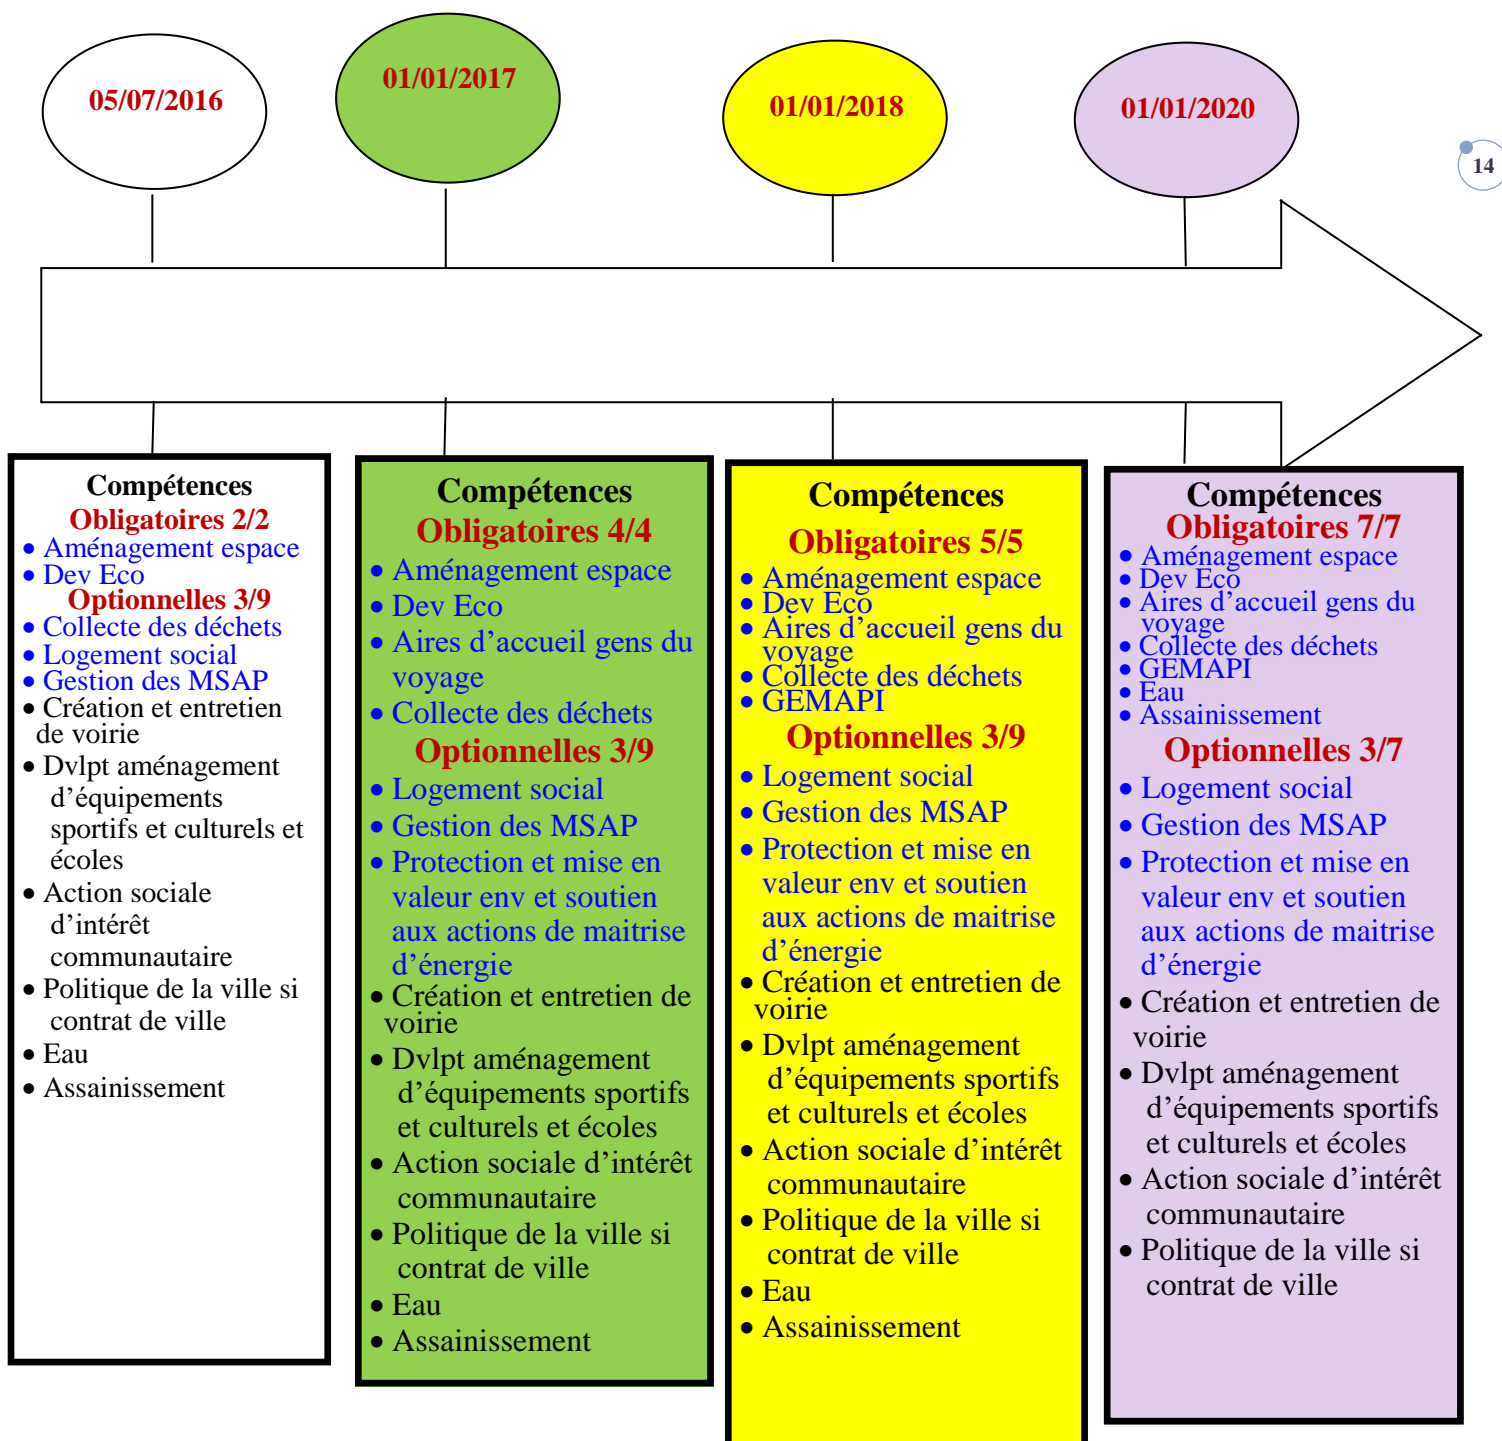 05/07/2016
01/01/2017
01/01/2018
01/01/2020
14
Compétences
Obligatoires 2/2
• Aménagement espace
• Dev Eco
Optionnelles 3/9
• Collecte des déchets
• Logement social
• Gestion des MSAP
• Création et entretien
de voirie
• Dvlpt aménagement
d’équipements
sportifs et culturels et
écoles
• Action sociale
d’intérêt
communautaire
• Politique de la ville si
contrat de ville
• Eau
• Assainissement
Compétences
Obligatoires 4/4
• Aménagement espace
• Dev Eco
• Aires d’accueil gens du
voyage
• Collecte des déchets
Optionnelles 3/9
• Logement social
• Gestion des MSAP
• Protection et mise en
valeur env et soutien
aux actions de maitrise
d’énergie
• Création et entretien de
voirie
• Dvlpt aménagement
d’équipements sportifs
et culturels et écoles
• Action sociale d’intérêt
communautaire
• Politique de la ville si
contrat de ville
• Eau
• Assainissement
Compétences
Obligatoires 5/5
• Aménagement espace
• Dev Eco
• Aires d’accueil gens du
voyage
• Collecte des déchets
• GEMAPI
Optionnelles 3/9
• Logement social
• Gestion des MSAP
• Protection et mise en
valeur env et soutien
aux actions de maitrise
d’énergie
• Création et entretien de
voirie
• Dvlpt aménagement
d’équipements sportifs
et culturels et écoles
• Action sociale d’intérêt
communautaire
• Politique de la ville si
contrat de ville
• Eau
• Assainissement
Compétences
Obligatoires 7/7
• Aménagement espace
• Dev Eco
• Aires d’accueil gens du
voyage
• Collecte des déchets
• GEMAPI
• Eau
• Assainissement
Optionnelles 3/7
• Logement social
• Gestion des MSAP
• Protection et mise en
valeur env et soutien
aux actions de maitrise
d’énergie
• Création et entretien de
voirie
• Dvlpt aménagement
d’équipements sportifs
et culturels et écoles
• Action sociale d’intérêt
communautaire
• Politique de la ville si
contrat de ville